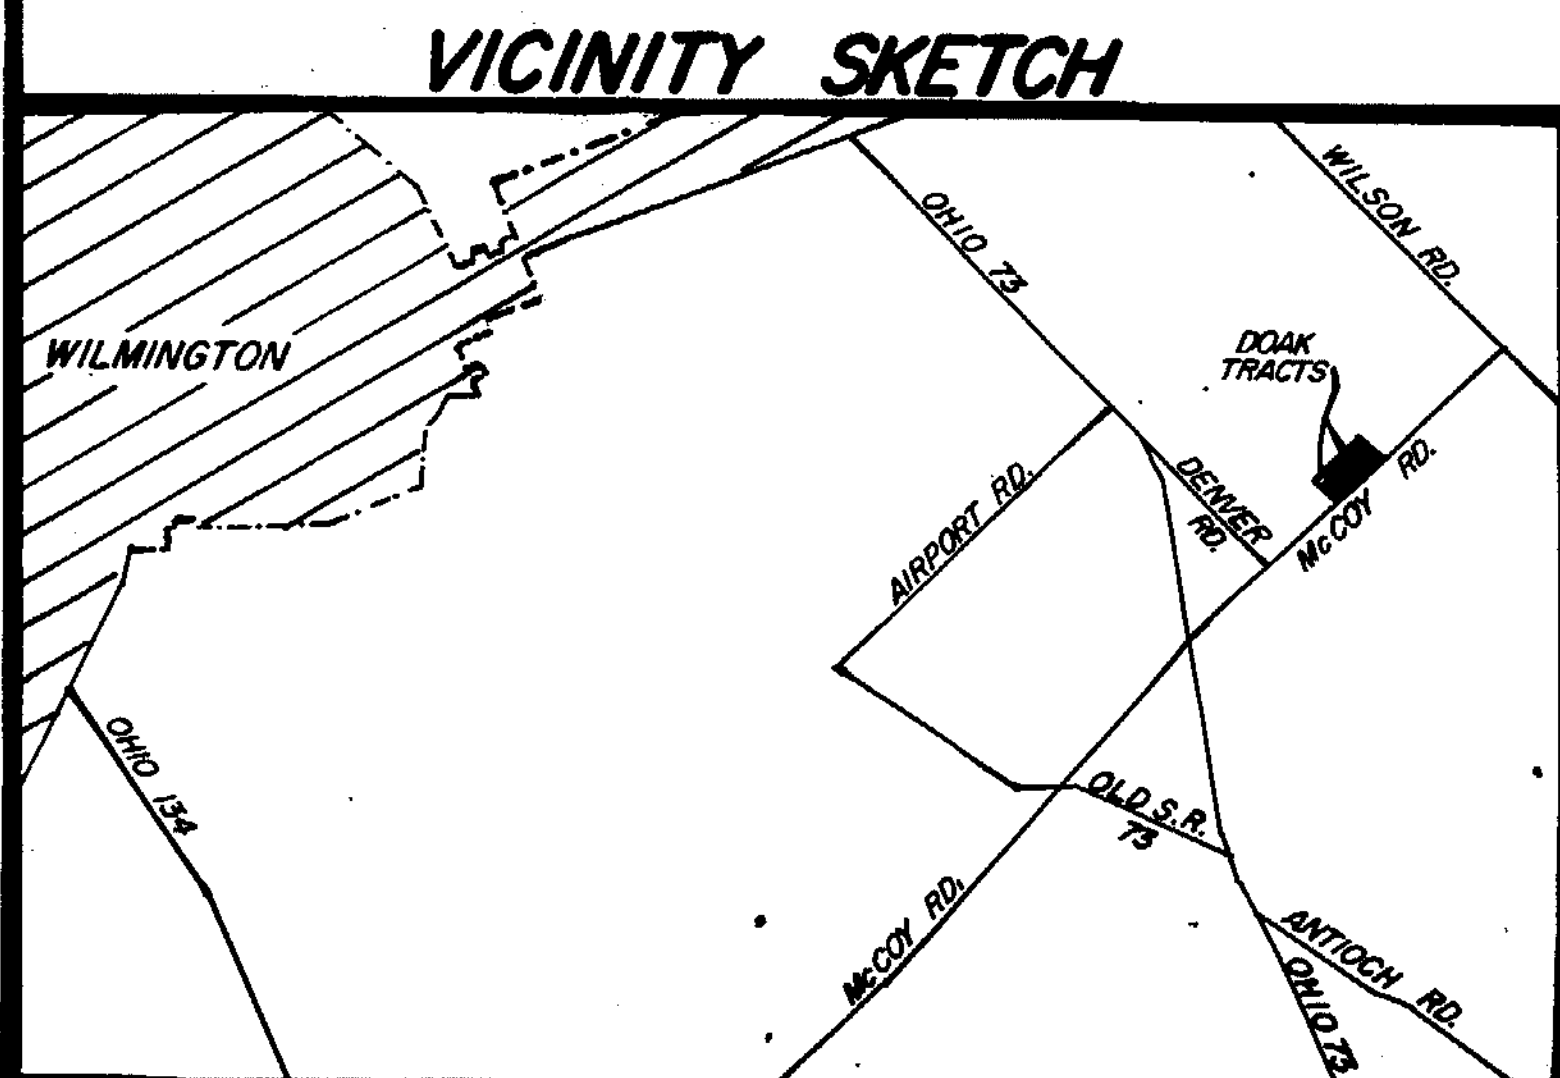 VICINITY SKETCH
WILSON RD.
OHIO 73
WILMINGTON
DOAK
TRACTS
DENVER
RD.
McCOY RD.
AIRPORT RD.
OHIO 134
OLD S.R.
73
McCOY RD.
ANTIOCH RD.
OHIO 73